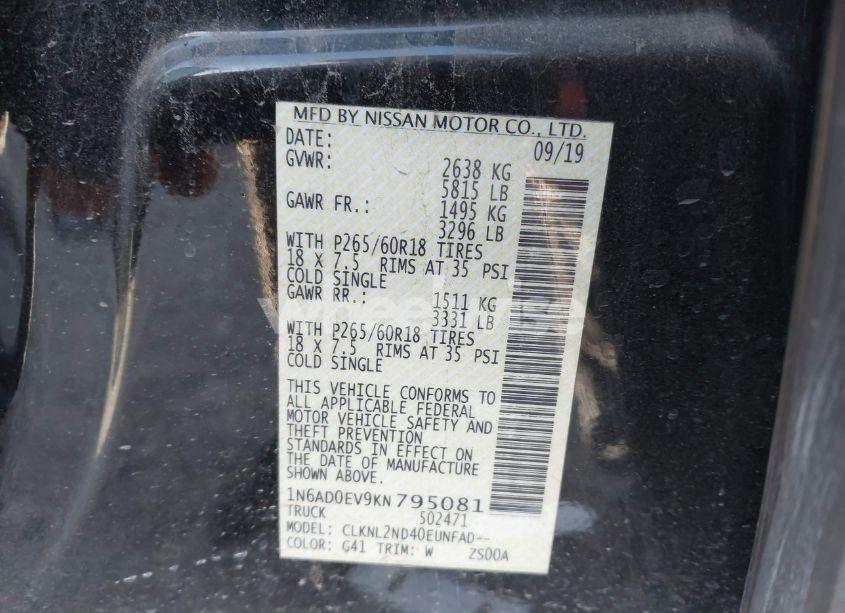 MFD BY NISSAN MOTOR CO., LTD.
DATE: 09/19
GVWR: 2638 KG
5815 LB
GAWR FR.: 1495 KG
3296 LB
WITH P265/60R18 TIRES
18 X 7.5 RIMS AT 35 PSI
COLD SINGLE
GAWR RR.: 1511 KG
3331 LB
WITH P265/60R18 TIRES
18 X 7.5 RIMS AT 35 PSI
COLD SINGLE
THIS VEHICLE CONFORMS TO
ALL APPLICABLE FEDERAL
MOTOR VEHICLE SAFETY AND
THEFT PREVENTION
STANDARDS IN EFFECT ON
THE DATE OF MANUFACTURE
SHOWN ABOVE.
1N6AD0EV9KN795081
TRUCK 502471
MODEL: CLKNL2ND40EUNFAD--
COLOR: G41 TRIM: W ZS00A